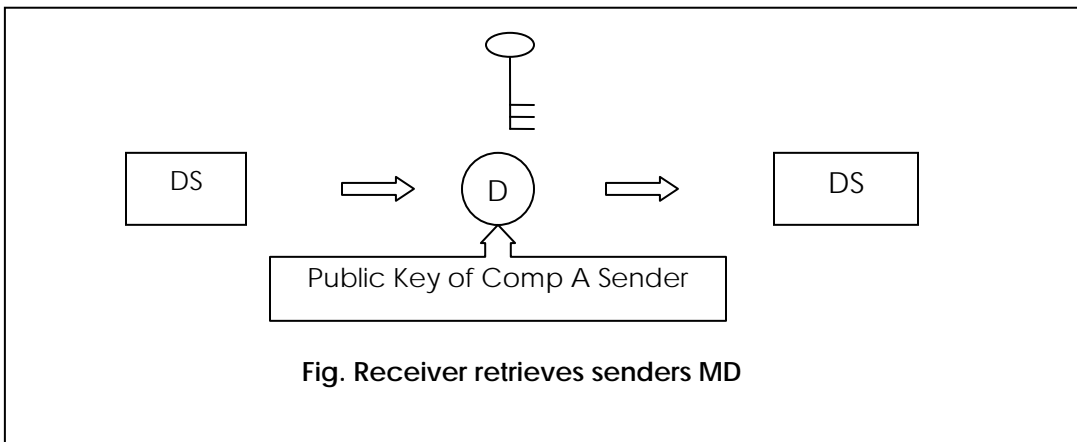 DS
D
DS
Public Key of Comp A Sender
Fig. Receiver retrieves senders MD